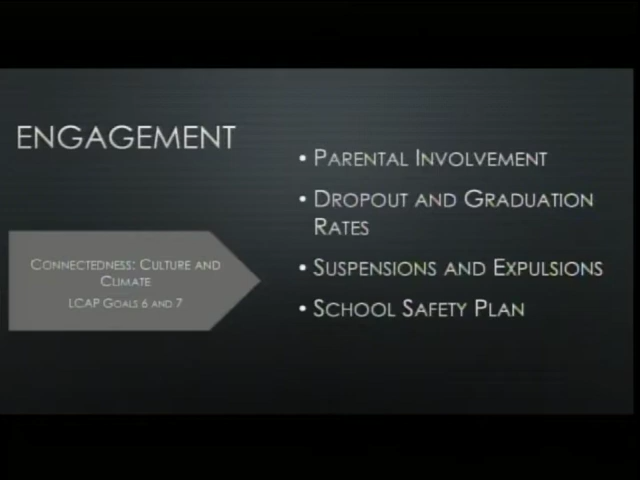 ENGAGEMENT
• PARENTAL INVOLVEMENT
• DROPOUT AND GRADUATION
RATES
• SUSPENSIONS AND EXPULSIONS
• SCHOOL SAFETY PLAN
CONNECTEDNESS: CULTURE AND
CLIMATE
LCAP GOALS 6 AND 7